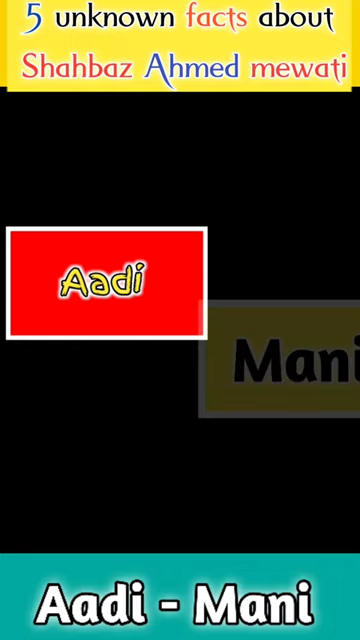 5 unknown facts about
Shahbaz Ahmed mewati
Aadi
Mani
Aadi - Mani